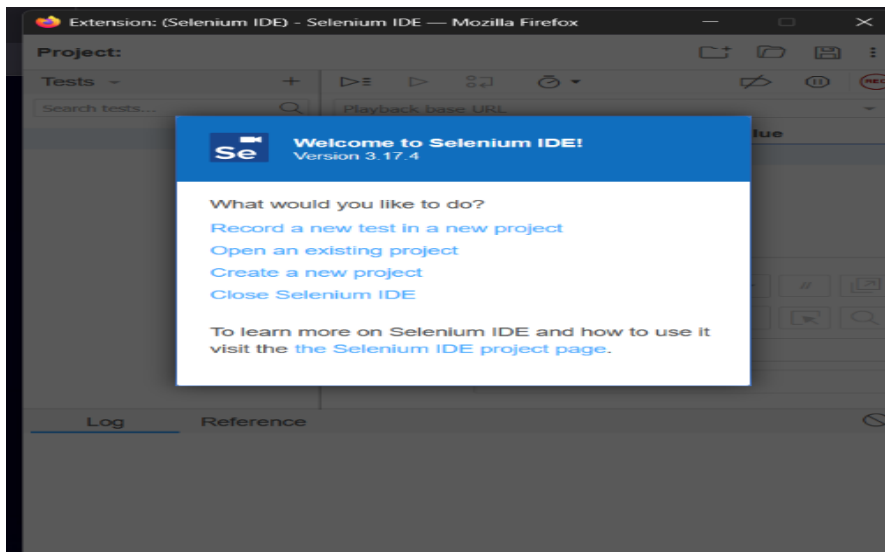 Extension: (Selenium IDE) - Selenium IDE — Mozilla Firefox
Project:
Tests
Search tests...
Playback base URL
REC
lue
Se
Welcome to Selenium IDE!
Version 3.17.4
What would you like to do?
Record a new test in a new project
Open an existing project
Create a new project
Close Selenium IDE
To learn more on Selenium IDE and how to use it
visit the the Selenium IDE project page.
//
Log
Reference